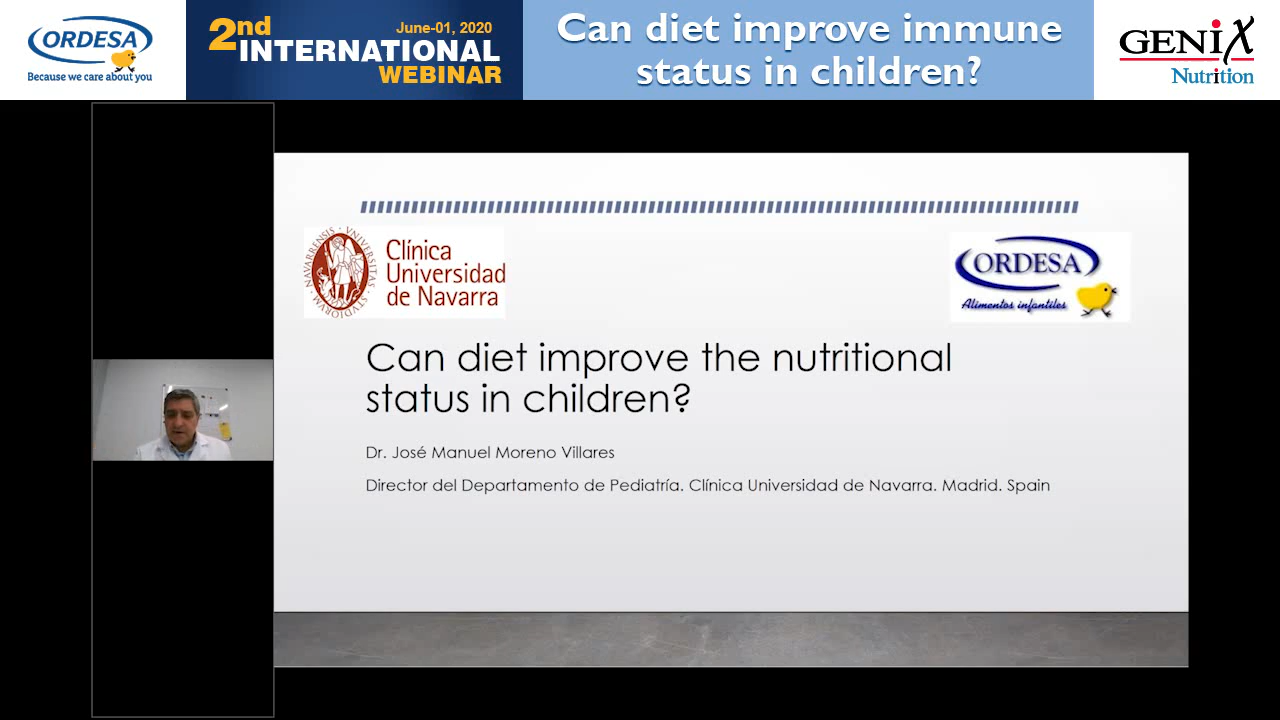 ORDESA
Because we care about you
2nd
June-01, 2020
INTERNATIONAL
WEBINAR
Can diet improve immune
status in children?
GENiX
Nutrition
Clínica
Universidad
de Navarra
ORDESA
Alimentos infantiles
Can diet improve the nutritional
status in children?
Dr. José Manuel Moreno Villares
Director del Departamento de Pediatría. Clínica Universidad de Navarra. Madrid. Spain